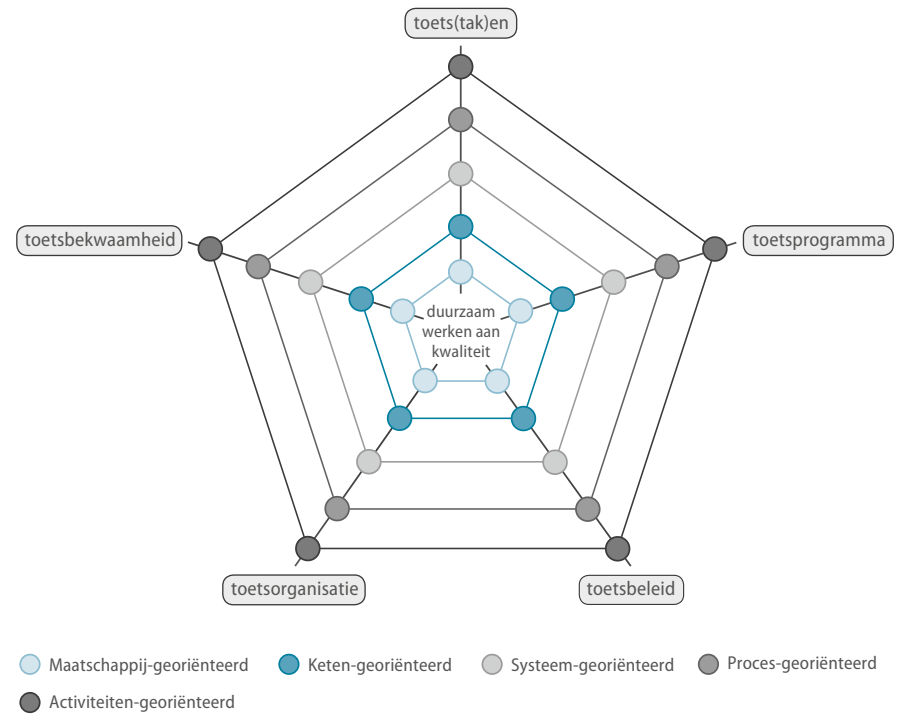 toets(tak)en
toetsbekwaamheid
toetsprogramma
duurzaam
werken aan
kwaliteit
toetsorganisatie
toetsbeleid
Maatschappij-georiënteerd
Keten-georiënteerd
Systeem-georiënteerd
Proces-georiënteerd
Activiteiten-georiënteerd